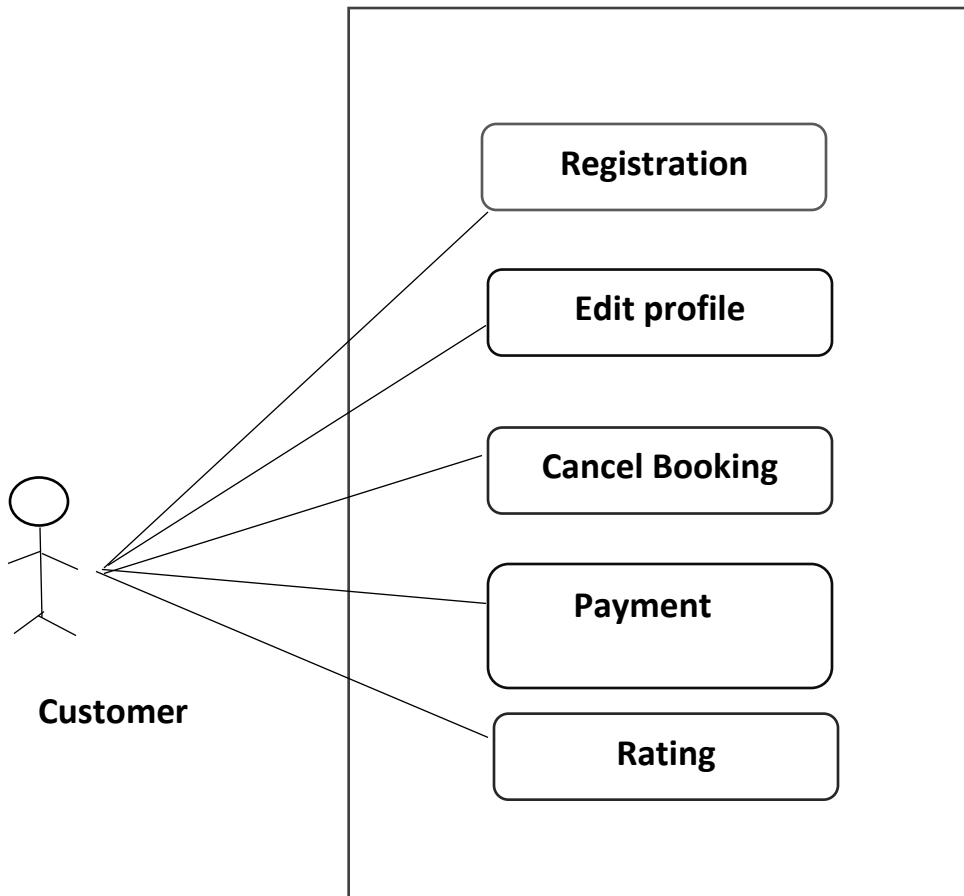 Registration
Edit profile
Cancel Booking
Payment
Customer
Rating